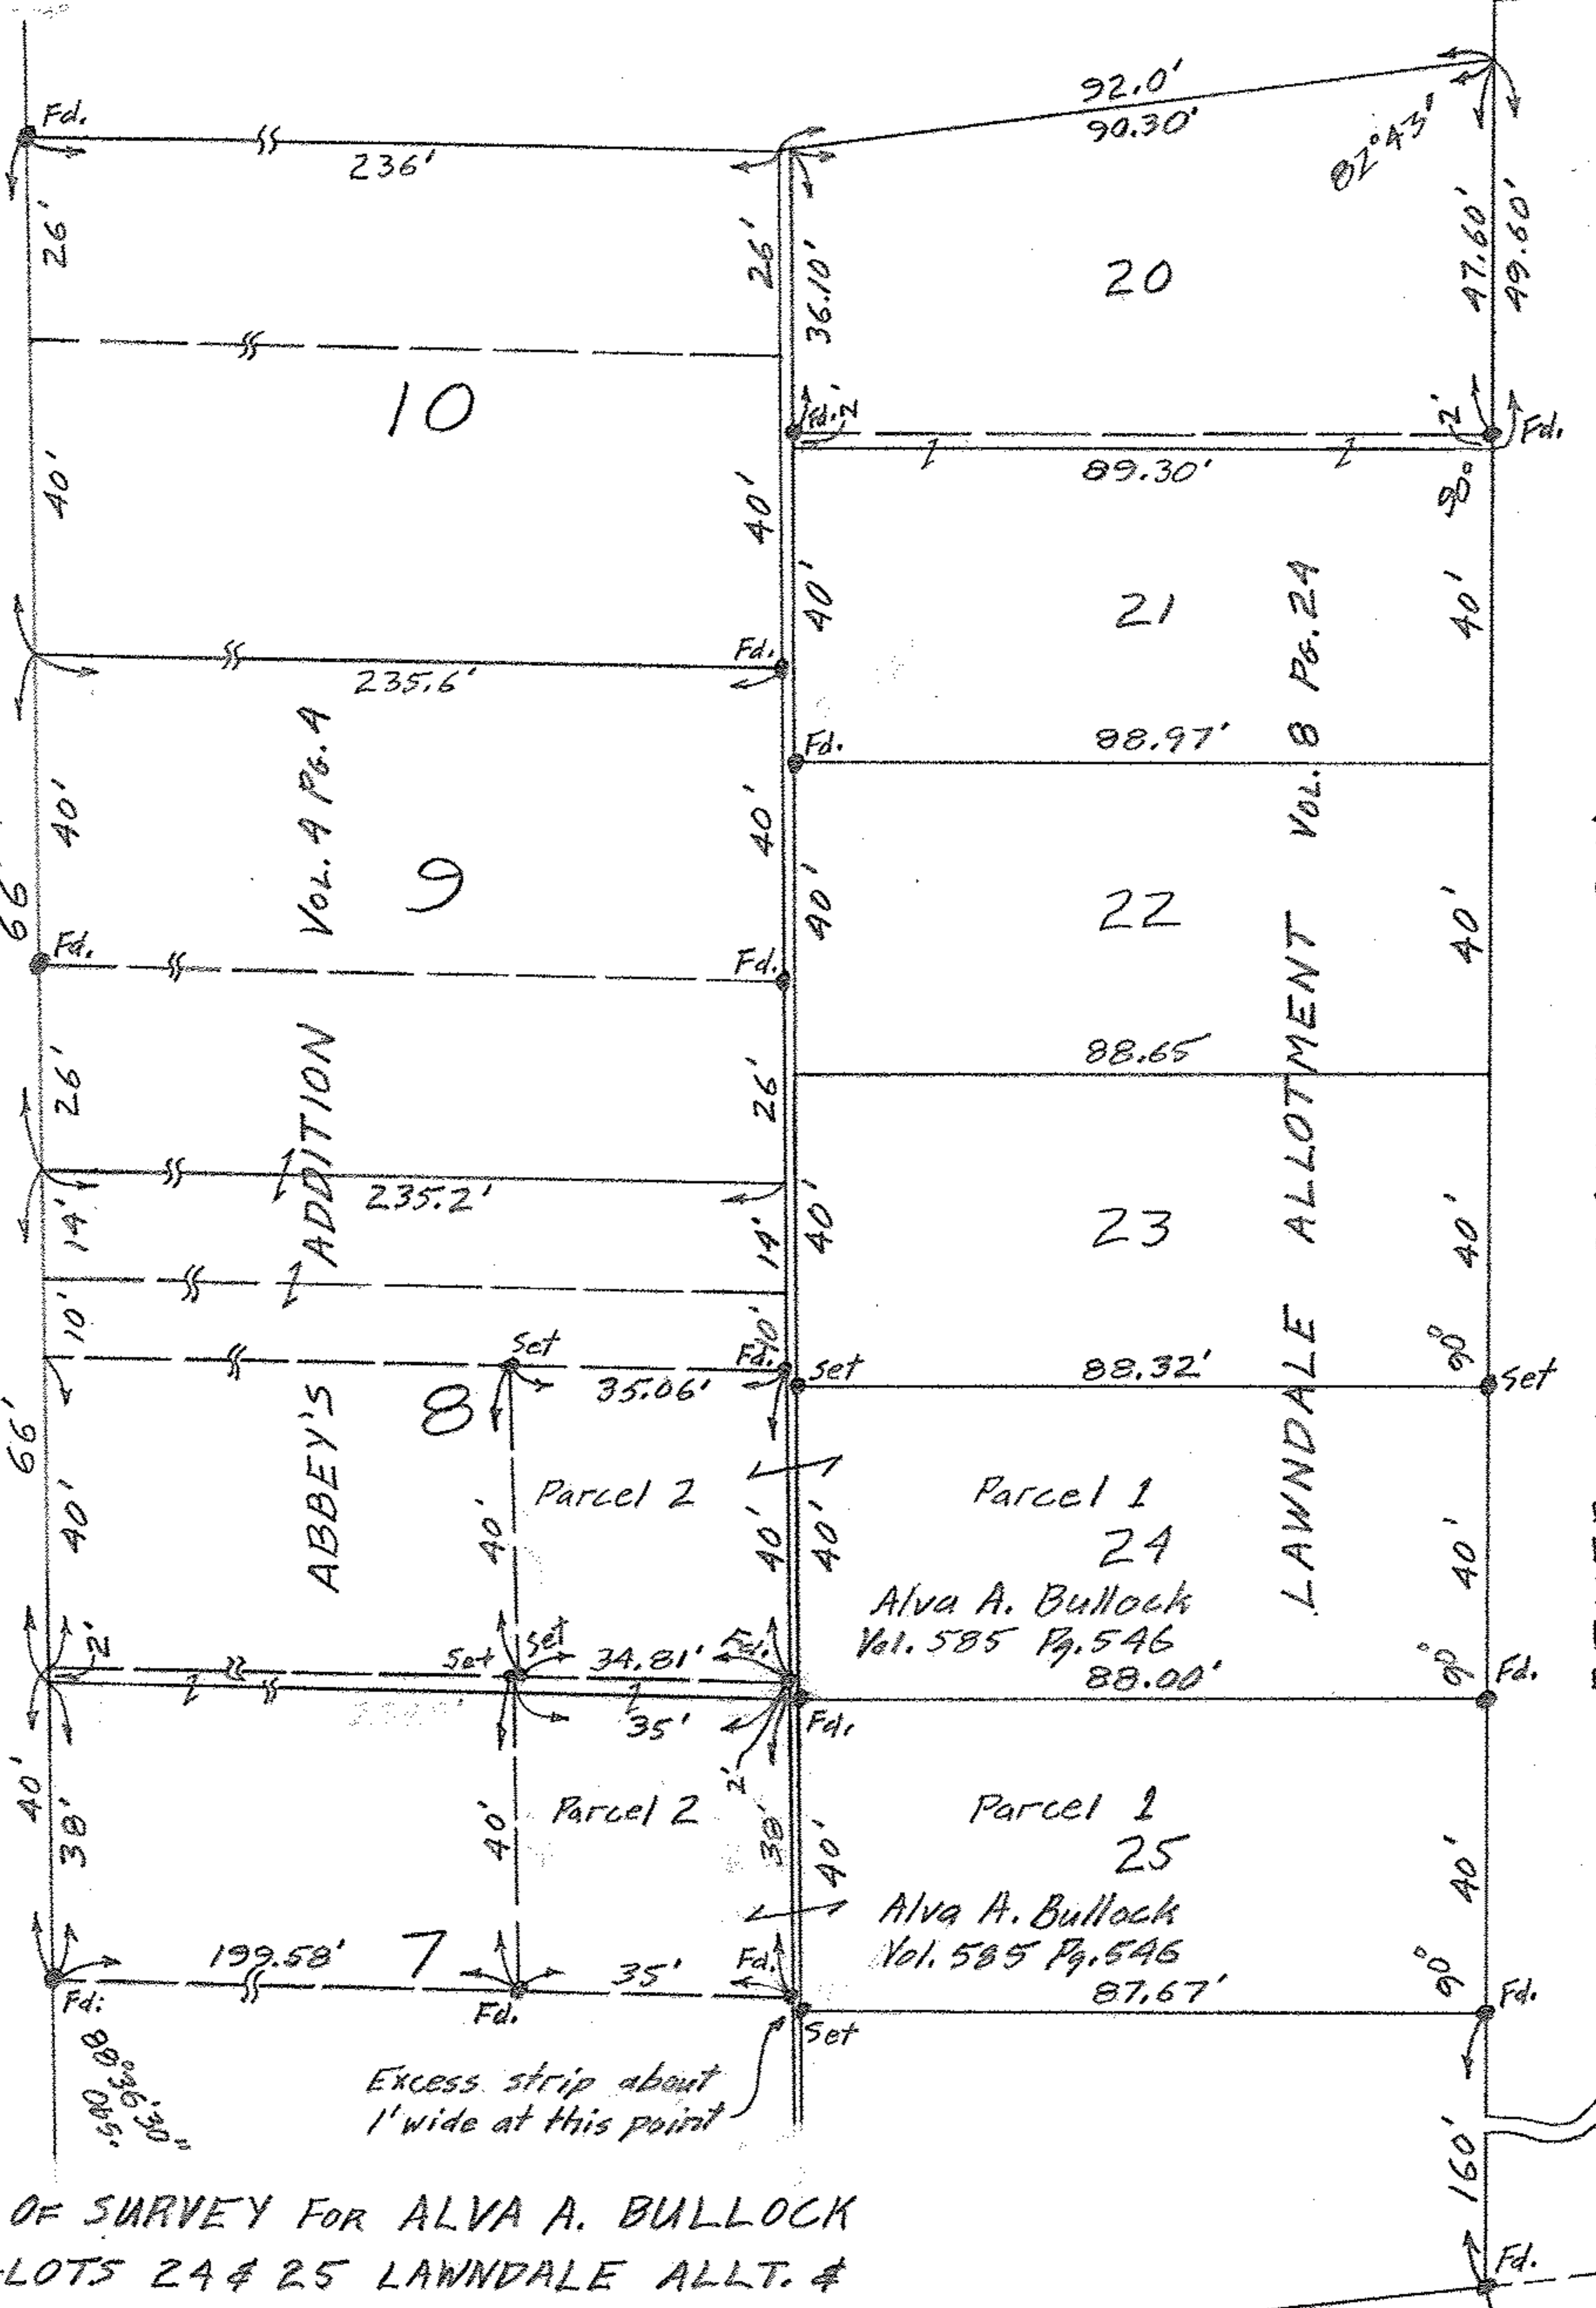 92.0'
Fd.
90.30'
82°43'
236'
26'
26'
36.10'
20
47.60'
49.60'
10
Fd.
2'
2'
Fd.
89.30'
90°
40'
40'
40'
21
40'
Fd.
235.6'
Fd.
88.97'
40'
40'
66'
9
40'
22
40'
Fd.
Fd.
VOL. 4 PG. 4
VOL. 8 PG. 24
26'
26'
88.65
235.2'
14'
14'
40'
23
40'
10'
10'
Set
Fd.
35.06'
Set
88.32'
90°
Set
8
66'
40'
40'
40'
40'
Parcel 2
Parcel 1
24
40'
Alva A. Bullock
Vol. 585 Pg. 546
ABBEY'S ADDITION
LAWNDALE ALLOTMENT
2'
Set
Set
34.81'
Fd.
88.00'
90°
Fd.
35'
Fd.
2'
40'
38'
40'
Parcel 2
38'
40'
Parcel 1
25
40'
Alva A. Bullock
Vol. 585 Pg. 546
199.58'
7
35'
Fd.
87.67'
90°
Fd.
Fd.
Fd.
Set
88°36'30"
obs.
Excess strip about
1' wide at this point
160'
OF SURVEY FOR ALVA A. BULLOCK
LOTS 24 & 25 LAWNDALE ALLT. &
Fd.